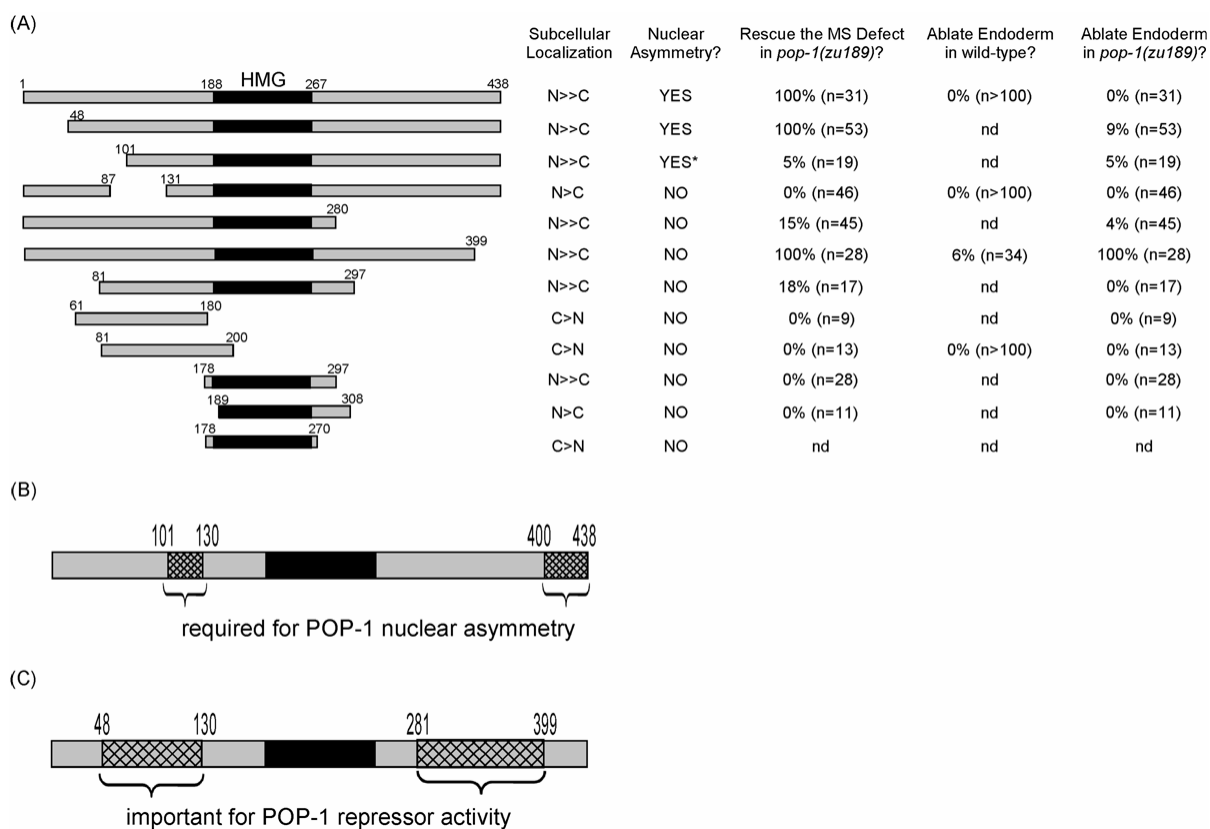 (A)
Subcellular Localization
Nuclear Asymmetry?
Rescue the MS Defect in pop-1(zu189)?
Ablate Endoderm in wild-type?
Ablate Endoderm in pop-1(zu189)?
1 188 HMG 267 438 N>>C YES 100% (n=31) 0% (n>100) 0% (n=31)
48 N>>C YES 100% (n=53) nd 9% (n=53)
101 N>>C YES* 5% (n=19) nd 5% (n=19)
87 131 N>C NO 0% (n=46) 0% (n>100) 0% (n=46)
280 N>>C NO 15% (n=45) nd 4% (n=45)
399 N>>C NO 100% (n=28) 6% (n=34) 100% (n=28)
81 297 N>>C NO 18% (n=17) nd 0% (n=17)
61 180 C>N NO 0% (n=9) nd 0% (n=9)
81 200 C>N NO 0% (n=13) 0% (n>100) 0% (n=13)
178 297 N>>C NO 0% (n=28) nd 0% (n=28)
189 308 N>C NO 0% (n=11) nd 0% (n=11)
178 270 C>N NO nd nd nd
(B)
101 130 400 438
required for POP-1 nuclear asymmetry
(C)
48 130 281 399
important for POP-1 repressor activity